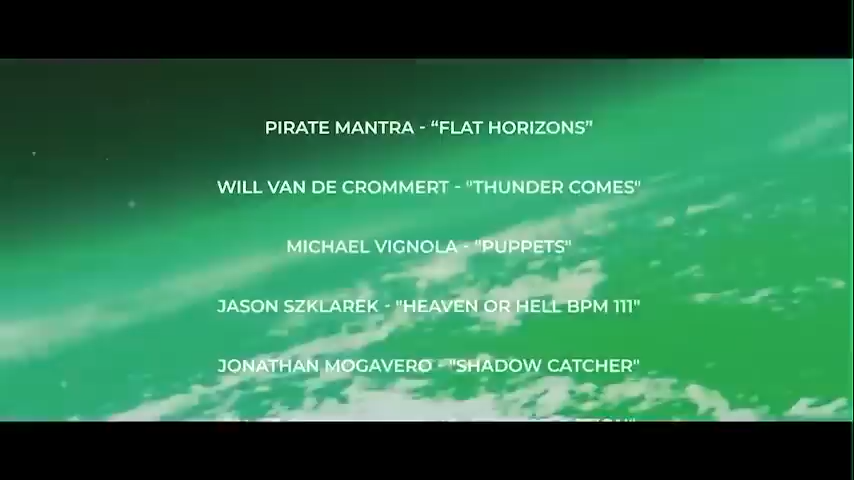 PIRATE MANTRA - “FLAT HORIZONS”
WILL VAN DE CROMMERT - "THUNDER COMES"
MICHAEL VIGNOLA - "PUPPETS"
JASON SZKLAREK - "HEAVEN OR HELL BPM 111"
JONATHAN MOGAVERO - "SHADOW CATCHER"